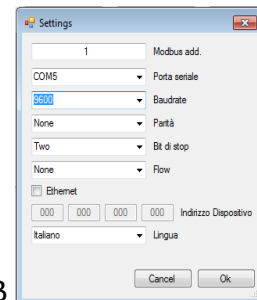 Settings
1 Modbus add.
COM5 Porta seriale
9600 Baudrate
None Parità
Two Bit di stop
None Flow
Ethernet
000 000 000 000 Indirizzo Dispositivo
Italiano Lingua
Cancel Ok